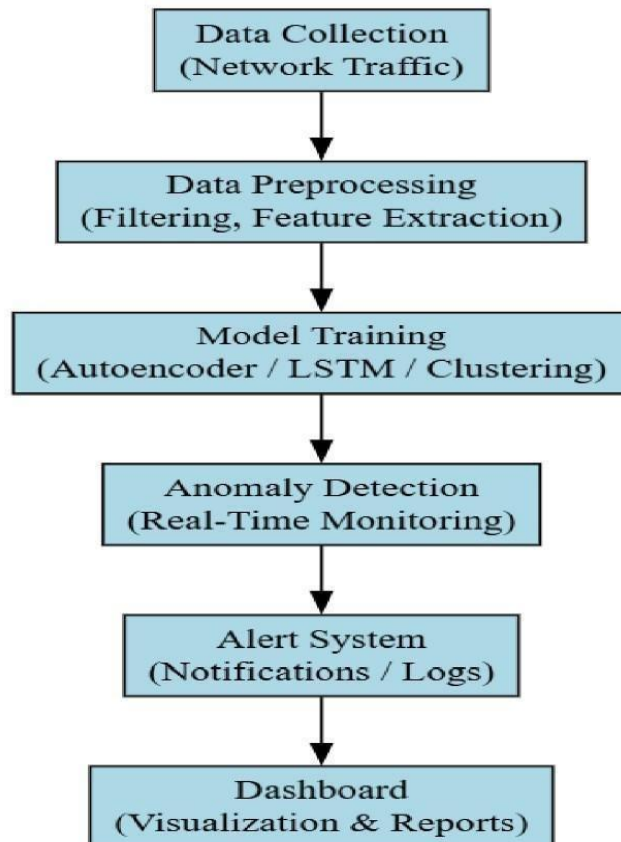 Data Collection
(Network Traffic)
Data Preprocessing
(Filtering, Feature Extraction)
Model Training
(Autoencoder / LSTM / Clustering)
Anomaly Detection
(Real-Time Monitoring)
Alert System
(Notifications / Logs)
Dashboard
(Visualization & Reports)